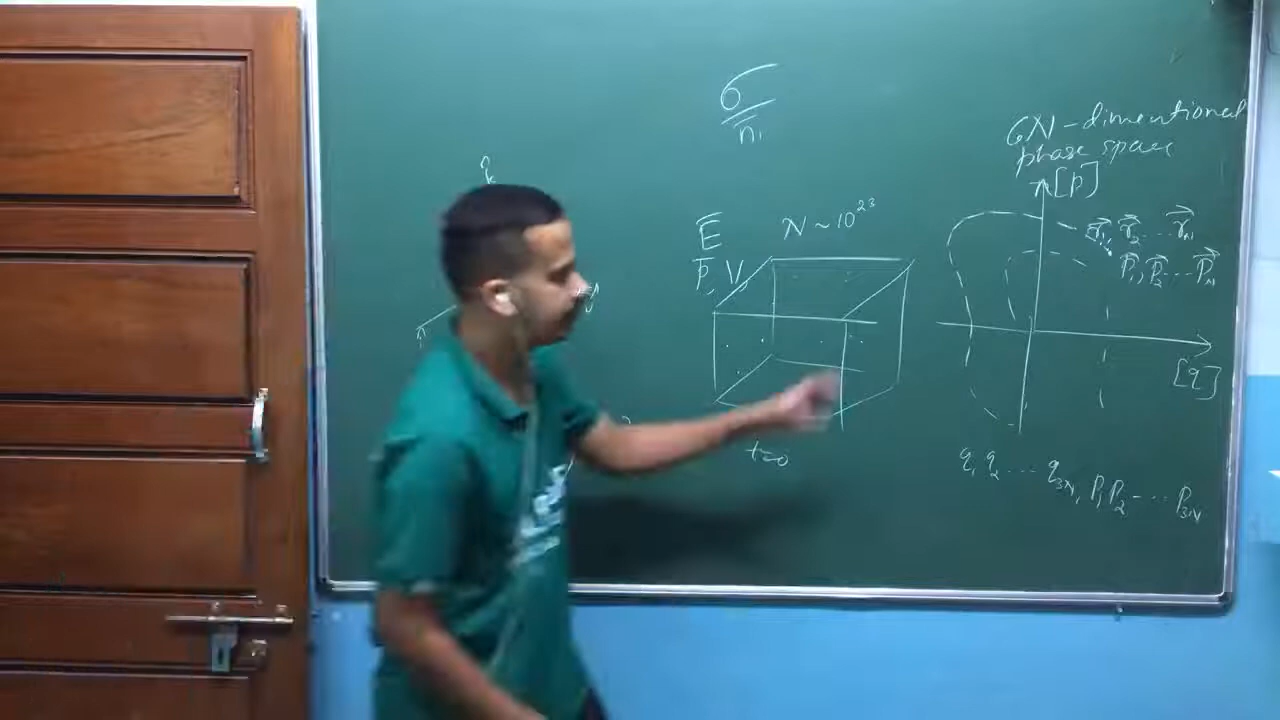 σ
n,
k̂
E
N ~ 10²³
P, V
t=0
6N-dimentional
phase space
[p]
r⃗₁, r⃗₂ ... r⃗ₙ
P⃗₁, P⃗₂ ... P⃗ₙ
[q]
q₁ q₂ .... q₃ₙ, P₁ P₂ .... P₃ₙ